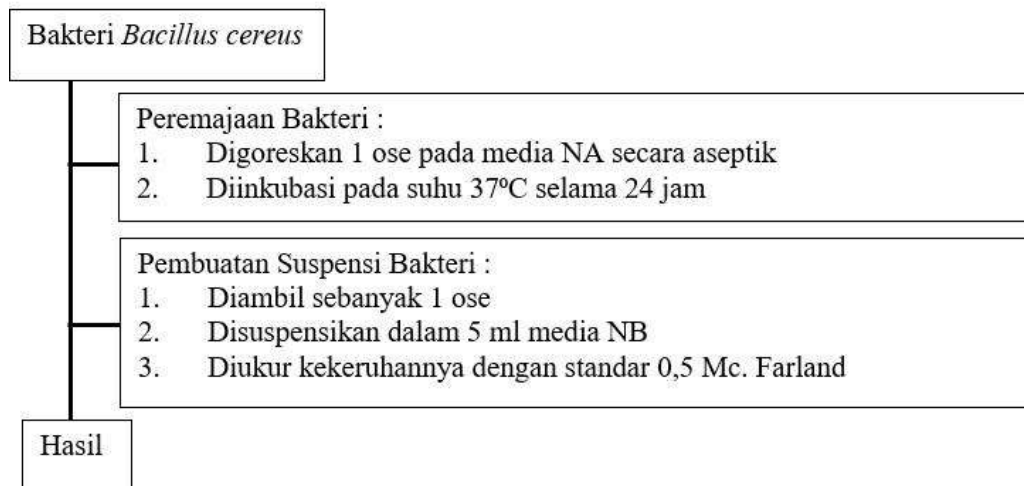 Bakteri Bacillus cereus
Peremajaan Bakteri :
1. Digoreskan 1 ose pada media NA secara aseptik
2. Diinkubasi pada suhu 37⁰C selama 24 jam
Pembuatan Suspensi Bakteri :
1. Diambil sebanyak 1 ose
2. Disuspensikan dalam 5 ml media NB
3. Diukur kekeruhannya dengan standar 0,5 Mc. Farland
Hasil